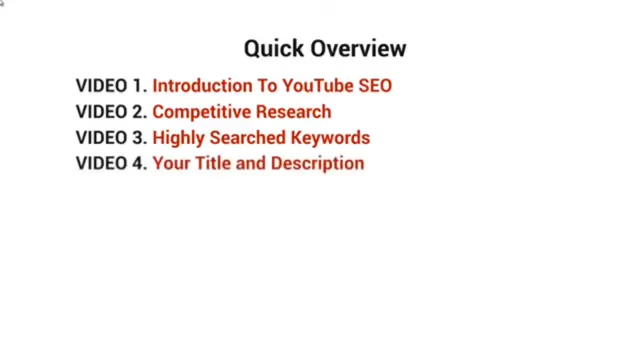 Quick Overview
VIDEO 1. Introduction To YouTube SEO
VIDEO 2. Competitive Research
VIDEO 3. Highly Searched Keywords
VIDEO 4. Your Title and Description